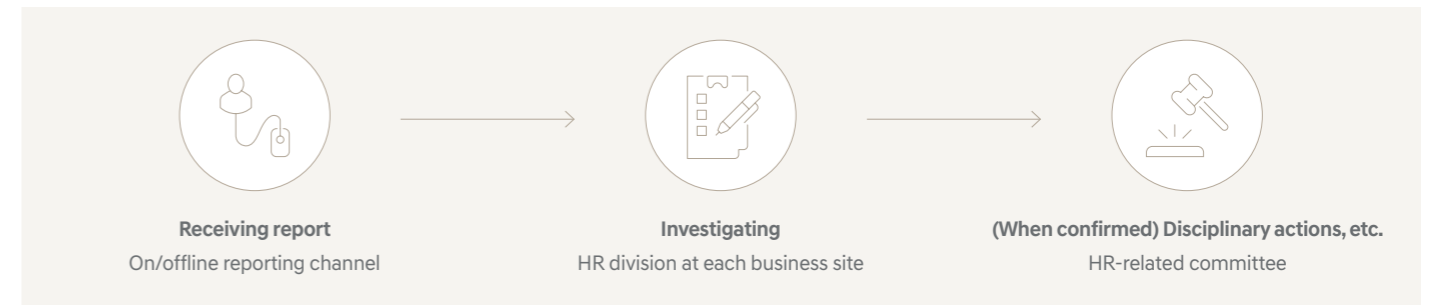 Receiving report
On/offline reporting channel
Investigating
HR division at each business site
(When confirmed) Disciplinary actions, etc.
HR-related committee